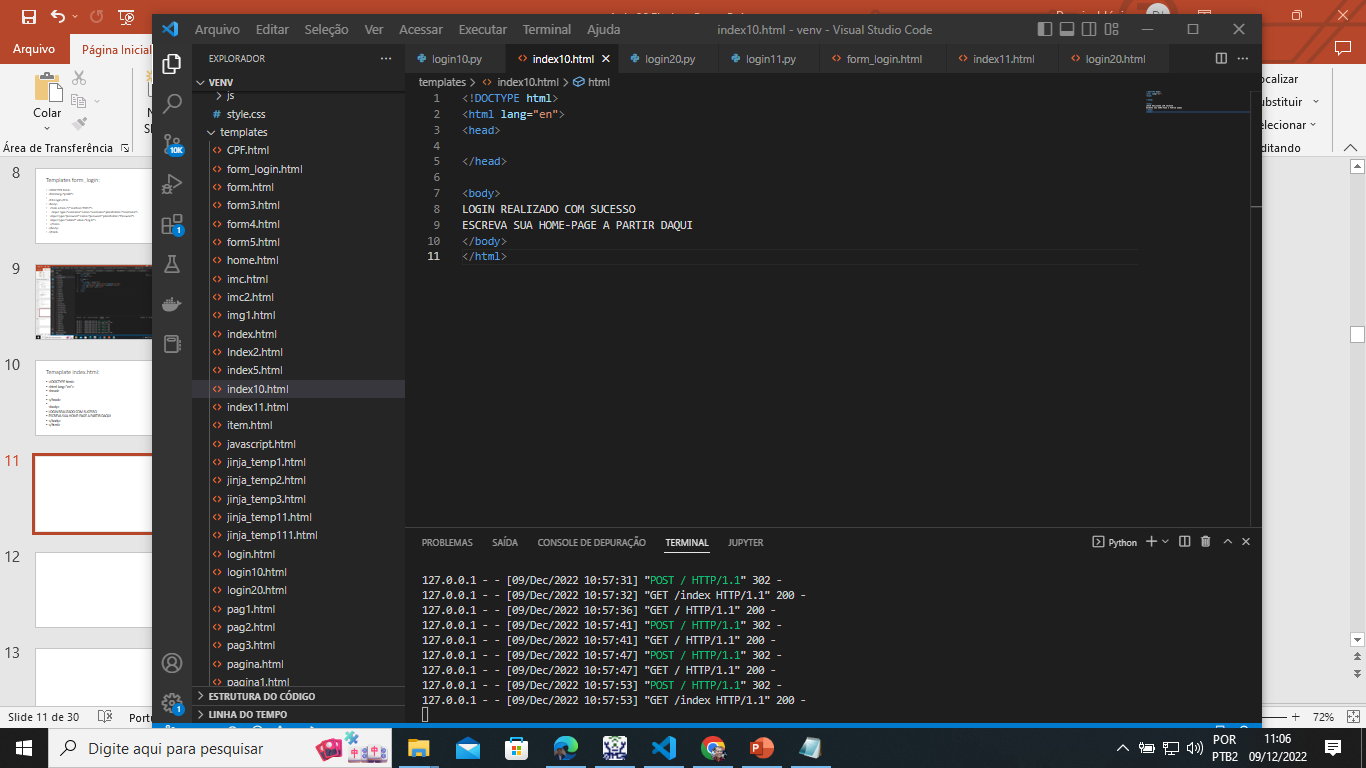 Arquivo Editar Seleção Ver Acessar Executar Terminal Ajuda
index10.html - venv - Visual Studio Code
Arquivo
Página Inicial
Colar
Área de Transferência
8
Templates form_login:
9
10
Temaplate index.html:
11
12
13
Slide 11 de 30
Portu
EXPLORADOR
VENV
js
style.css
templates
CPF.html
form_login.html
form.html
form3.html
form4.html
form5.html
home.html
imc.html
imc2.html
img1.html
index.html
Index2.html
index5.html
index10.html
index11.html
item.html
javascript.html
jinja_temp1.html
jinja_temp2.html
jinja_temp3.html
jinja_temp11.html
jinja_temp111.html
login.html
login10.html
login20.html
pag1.html
pag2.html
pag3.html
pagina.html
pagina1.html
ESTRUTURA DO CÓDIGO
LINHA DO TEMPO
10K
1
1
login10.py
index10.html
login20.py
login11.py
form_login.html
index11.html
login20.html
templates > index10.html > html
1 <!DOCTYPE html>
2 <html lang="en">
3 <head>
4
5 </head>
6
7 <body>
8 LOGIN REALIZADO COM SUCESSO
9 ESCREVA SUA HOME-PAGE A PARTIR DAQUI
10 </body>
11 </html>
PROBLEMAS SAÍDA CONSOLE DE DEPURAÇÃO TERMINAL JUPYTER
Python
127.0.0.1 - - [09/Dec/2022 10:57:31] "POST / HTTP/1.1" 302 -
127.0.0.1 - - [09/Dec/2022 10:57:32] "GET /index HTTP/1.1" 200 -
127.0.0.1 - - [09/Dec/2022 10:57:36] "GET / HTTP/1.1" 200 -
127.0.0.1 - - [09/Dec/2022 10:57:41] "POST / HTTP/1.1" 302 -
127.0.0.1 - - [09/Dec/2022 10:57:41] "GET / HTTP/1.1" 200 -
127.0.0.1 - - [09/Dec/2022 10:57:47] "POST / HTTP/1.1" 302 -
127.0.0.1 - - [09/Dec/2022 10:57:47] "GET / HTTP/1.1" 200 -
127.0.0.1 - - [09/Dec/2022 10:57:53] "POST / HTTP/1.1" 302 -
127.0.0.1 - - [09/Dec/2022 10:57:53] "GET /index HTTP/1.1" 200 -
ocalizar
ubstituir
elecionar
ditando
72%
Digite aqui para pesquisar
POR
PTB2
11:06
09/12/2022